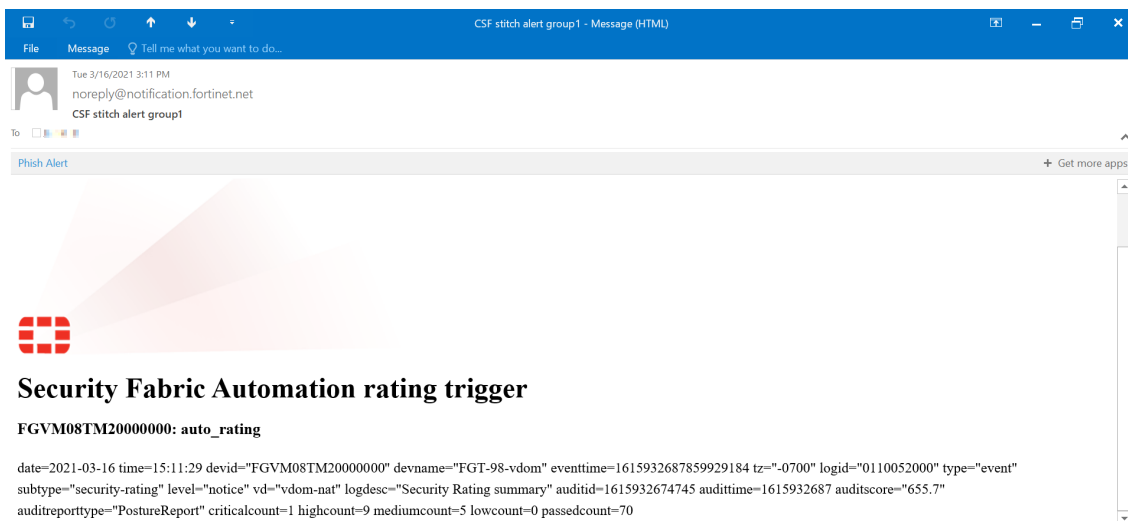 CSF stitch alert group1 - Message (HTML)
File Message Tell me what you want to do...
Tue 3/16/2021 3:11 PM
noreply@notification.fortinet.net
CSF stitch alert group1
To
Phish Alert + Get more apps
Security Fabric Automation rating trigger
FGVM08TM20000000: auto_rating
date=2021-03-16 time=15:11:29 devid="FGVM08TM20000000" devname="FGT-98-vdom" eventtime=1615932687859929184 tz="-0700" logid="0110052000" type="event"
subtype="security-rating" level="notice" vd="vdom-nat" logdesc="Security Rating summary" auditid=1615932674745 audittime=1615932687 auditscore="655.7"
auditreporttype="PostureReport" criticalcount=1 highcount=9 mediumcount=5 lowcount=0 passedcount=70